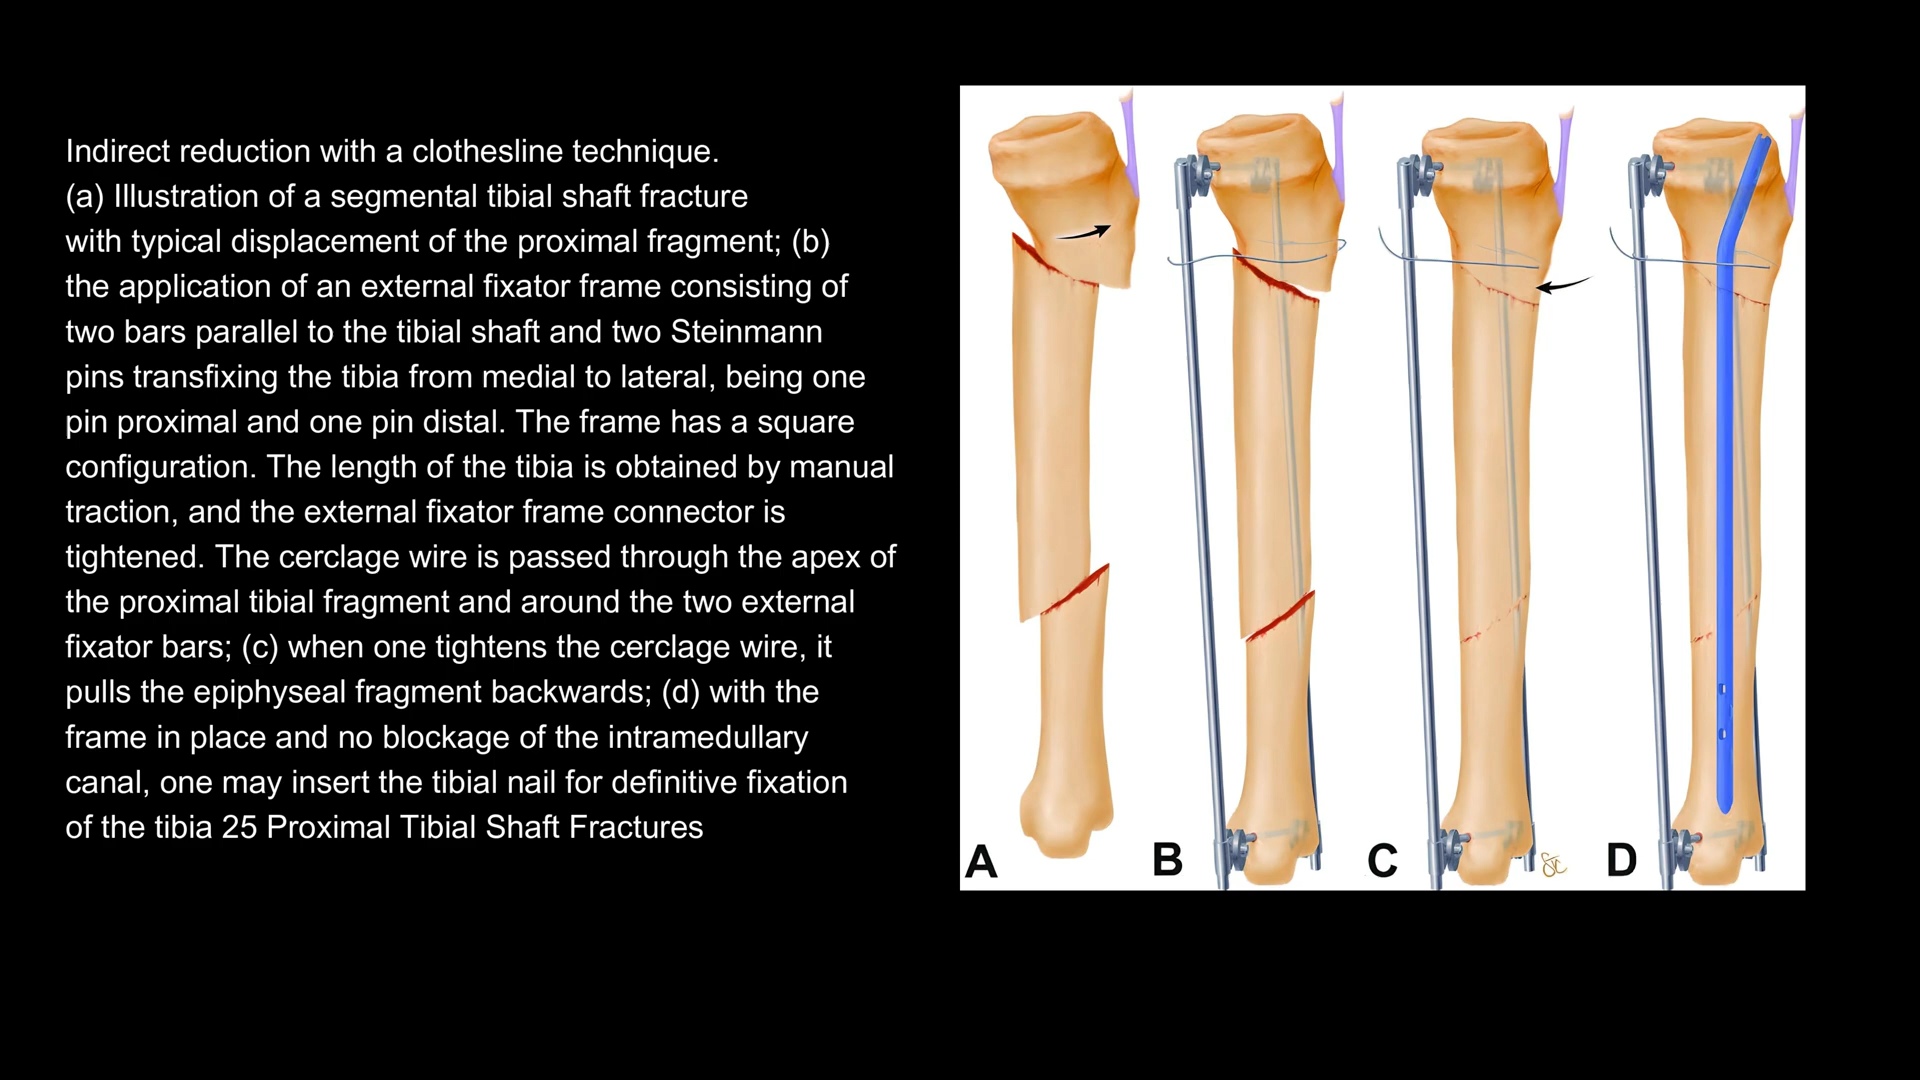 Indirect reduction with a clothesline technique.
(a) Illustration of a segmental tibial shaft fracture
with typical displacement of the proximal fragment; (b)
the application of an external fixator frame consisting of
two bars parallel to the tibial shaft and two Steinmann
pins transfixing the tibia from medial to lateral, being one
pin proximal and one pin distal. The frame has a square
configuration. The length of the tibia is obtained by manual
traction, and the external fixator frame connector is
tightened. The cerclage wire is passed through the apex of
the proximal tibial fragment and around the two external
fixator bars; (c) when one tightens the cerclage wire, it
pulls the epiphyseal fragment backwards; (d) with the
frame in place and no blockage of the intramedullary
canal, one may insert the tibial nail for definitive fixation
of the tibia 25 Proximal Tibial Shaft Fractures
A B C D